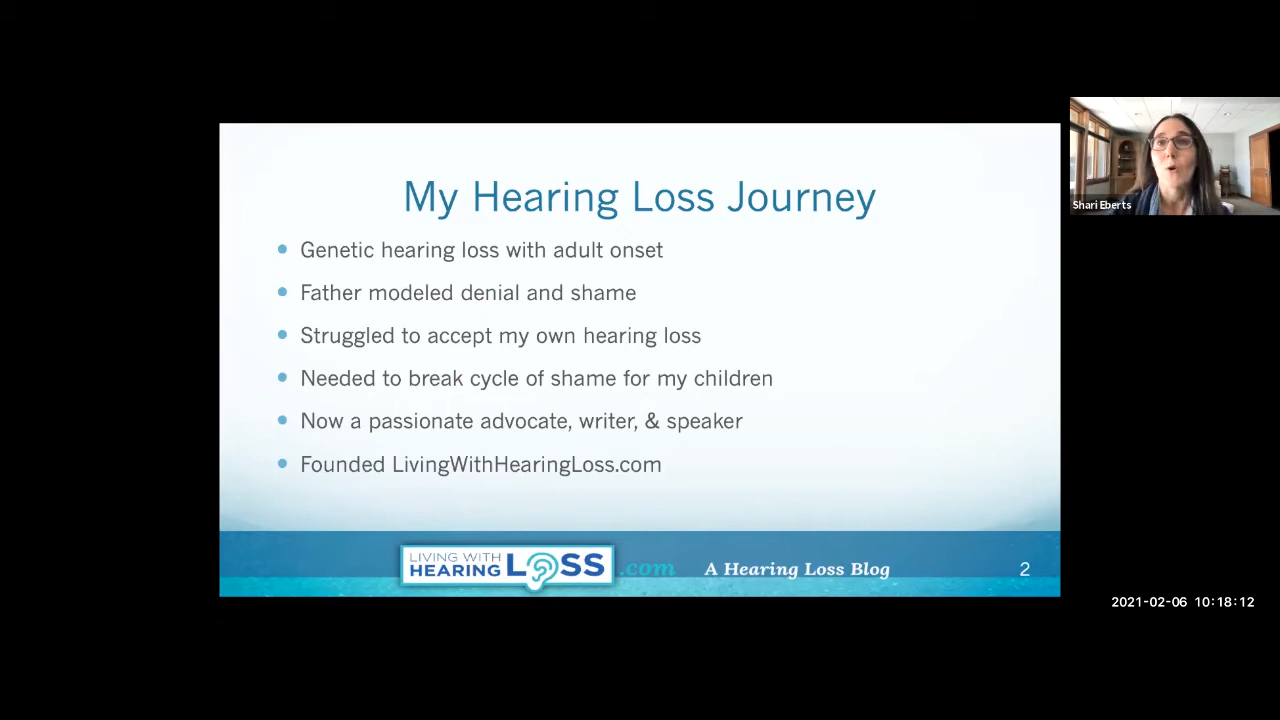 My Hearing Loss Journey
Genetic hearing loss with adult onset
Father modeled denial and shame
Struggled to accept my own hearing loss
Needed to break cycle of shame for my children
Now a passionate advocate, writer, & speaker
Founded LivingWithHearingLoss.com
LIVING WITH
HEARING LOSS .com
A Hearing Loss Blog
2
Shari Eberts
2021-02-06 10:18:12